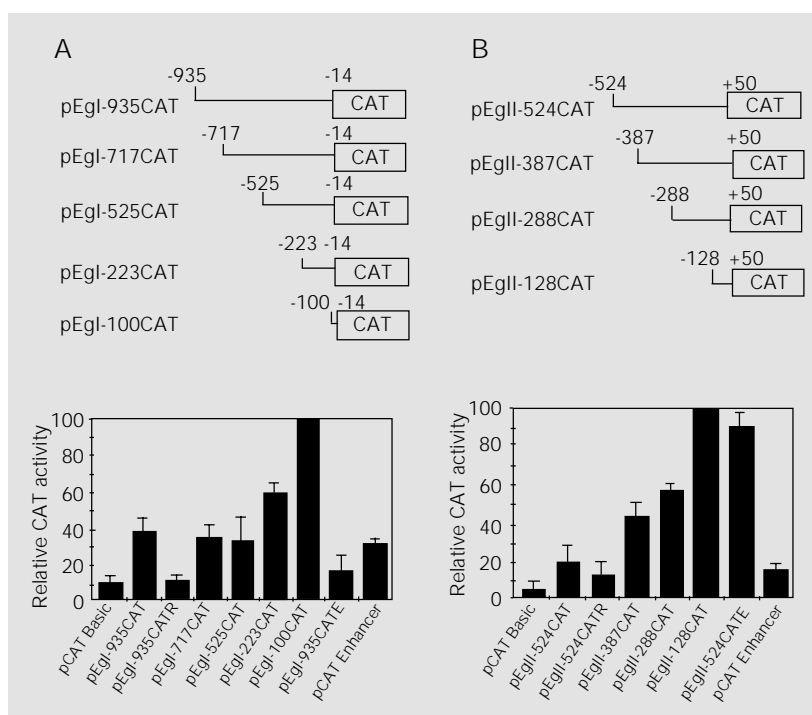 A
-935 -14
pEgI-935CAT CAT
-717 -14
pEgI-717CAT CAT
-525 -14
pEgI-525CAT CAT
-223 -14
pEgI-223CAT CAT
-100 -14
pEgI-100CAT CAT
B
-524 +50
pEgII-524CAT CAT
-387 +50
pEgII-387CAT CAT
-288 +50
pEgII-288CAT CAT
-128 +50
pEgII-128CAT CAT
Relative CAT activity
100
80
60
40
20
0
pCAT Basic
pEgI-935CAT
pEgI-935CATR
pEgI-717CAT
pEgI-525CAT
pEgI-223CAT
pEgI-100CAT
pEgI-935CATE
pCAT Enhancer
Relative CAT activity
100
80
60
40
20
0
pCAT Basic
pEgII-524CAT
pEgII-524CATR
pEgII-387CAT
pEgII-288CAT
pEgII-128CAT
pEgII-524CATE
pCAT Enhancer